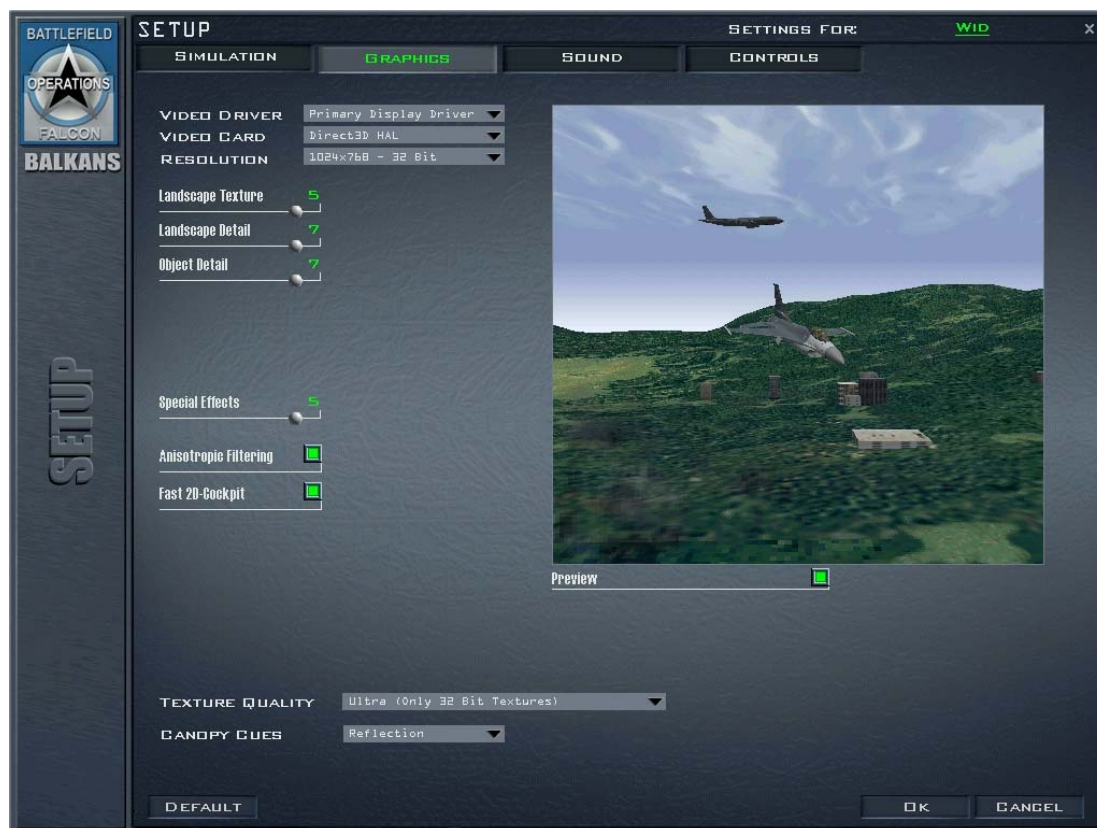 BATTLEFIELD
OPERATIONS
FALCON
BALKANS
SETUP
SETUP
SETTINGS FOR:
WID
X
SIMULATION
GRAPHICS
SOUND
CONTROLS
VIDEO DRIVER
Primary Display Driver
VIDEO CARD
Direct3D HAL
RESOLUTION
1024x768 - 32 Bit
Landscape Texture
5
Landscape Detail
7
Object Detail
7
Special Effects
5
Anisotropic Filtering
Fast 2D-Cockpit
Preview
TEXTURE QUALITY
Ultra (Only 32 Bit Textures)
CANOPY CUES
Reflection
DEFAULT
OK
CANCEL